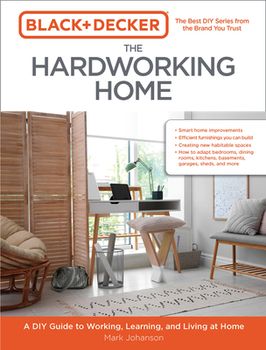 BLACK+DECKER
The Best DIY Series from
the Brand You Trust
THE
HARDWORKING
HOME
• Smart home improvements
• Efficient furnishings you can build
• Creating new habitable spaces
• How to adapt bedrooms, dining
rooms, kitchens, basements,
garages, sheds, and more
A DIY Guide to Working, Learning, and Living at Home
Mark Johanson